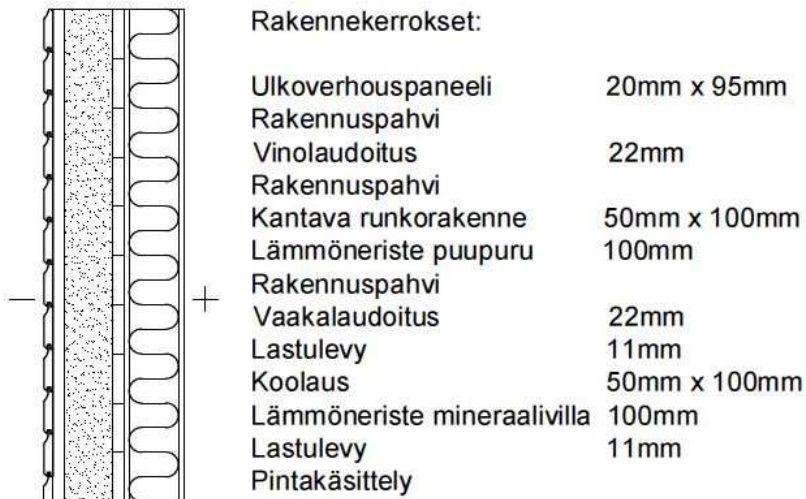 Rakennekerrokset:
Ulkoverhouspaneeli 20mm x 95mm
Rakennuspahvi
Vinolaudoitus 22mm
Rakennuspahvi
Kantava runkorakenne 50mm x 100mm
Lämmöneriste puupuru 100mm
Rakennuspahvi
Vaakalaudoitus 22mm
Lastulevy 11mm
Koolaus 50mm x 100mm
Lämmöneriste mineraalivilla 100mm
Lastulevy 11mm
Pintakäsittely